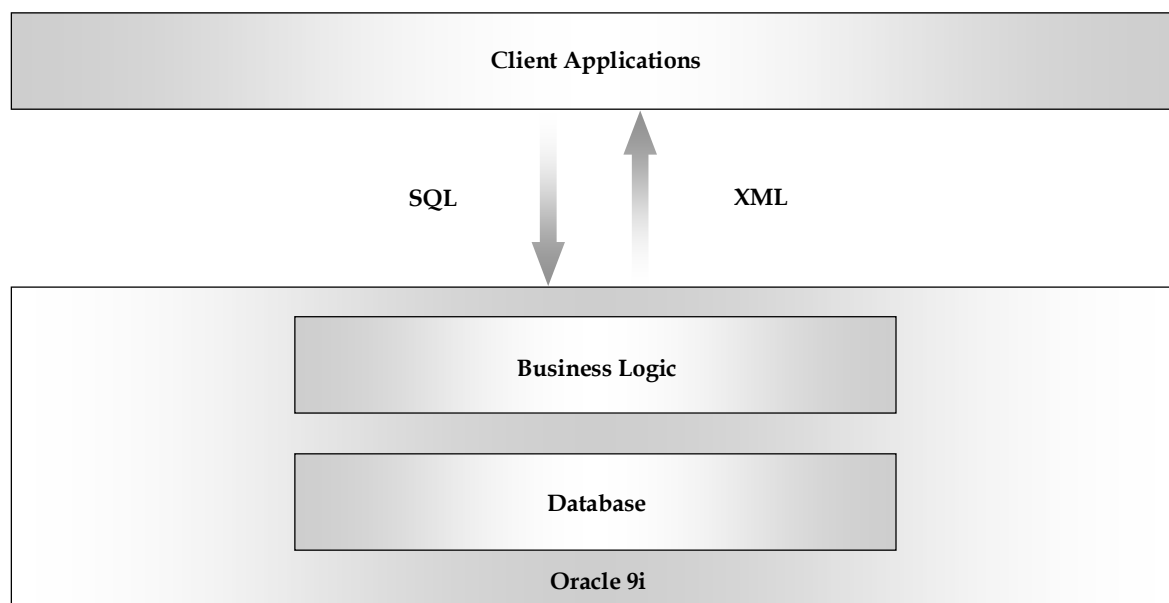 Client Applications
SQL
XML
Business Logic
Database
Oracle 9i